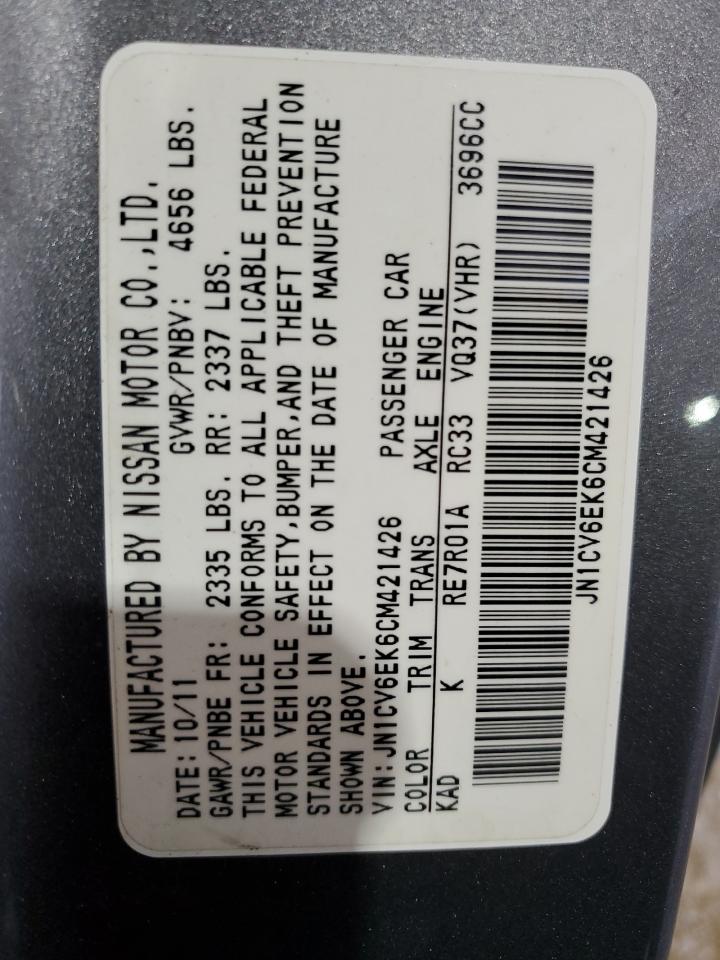 MANUFACTURED BY NISSAN MOTOR CO.,LTD.
DATE: 10/11 GVWR/PNBV: 4656 LBS.
GAWR/PNBE FR: 2335 LBS. RR: 2337 LBS.
THIS VEHICLE CONFORMS TO ALL APPLICABLE FEDERAL
MOTOR VEHICLE SAFETY,BUMPER,AND THEFT PREVENTION
STANDARDS IN EFFECT ON THE DATE OF MANUFACTURE
SHOWN ABOVE.
VIN:JN1CV6EK6CM421426 PASSENGER CAR
COLOR TRIM TRANS AXLE ENGINE
KAD K RE7R01A RC33 VQ37(VHR) 3696CC
JN1CV6EK6CM421426